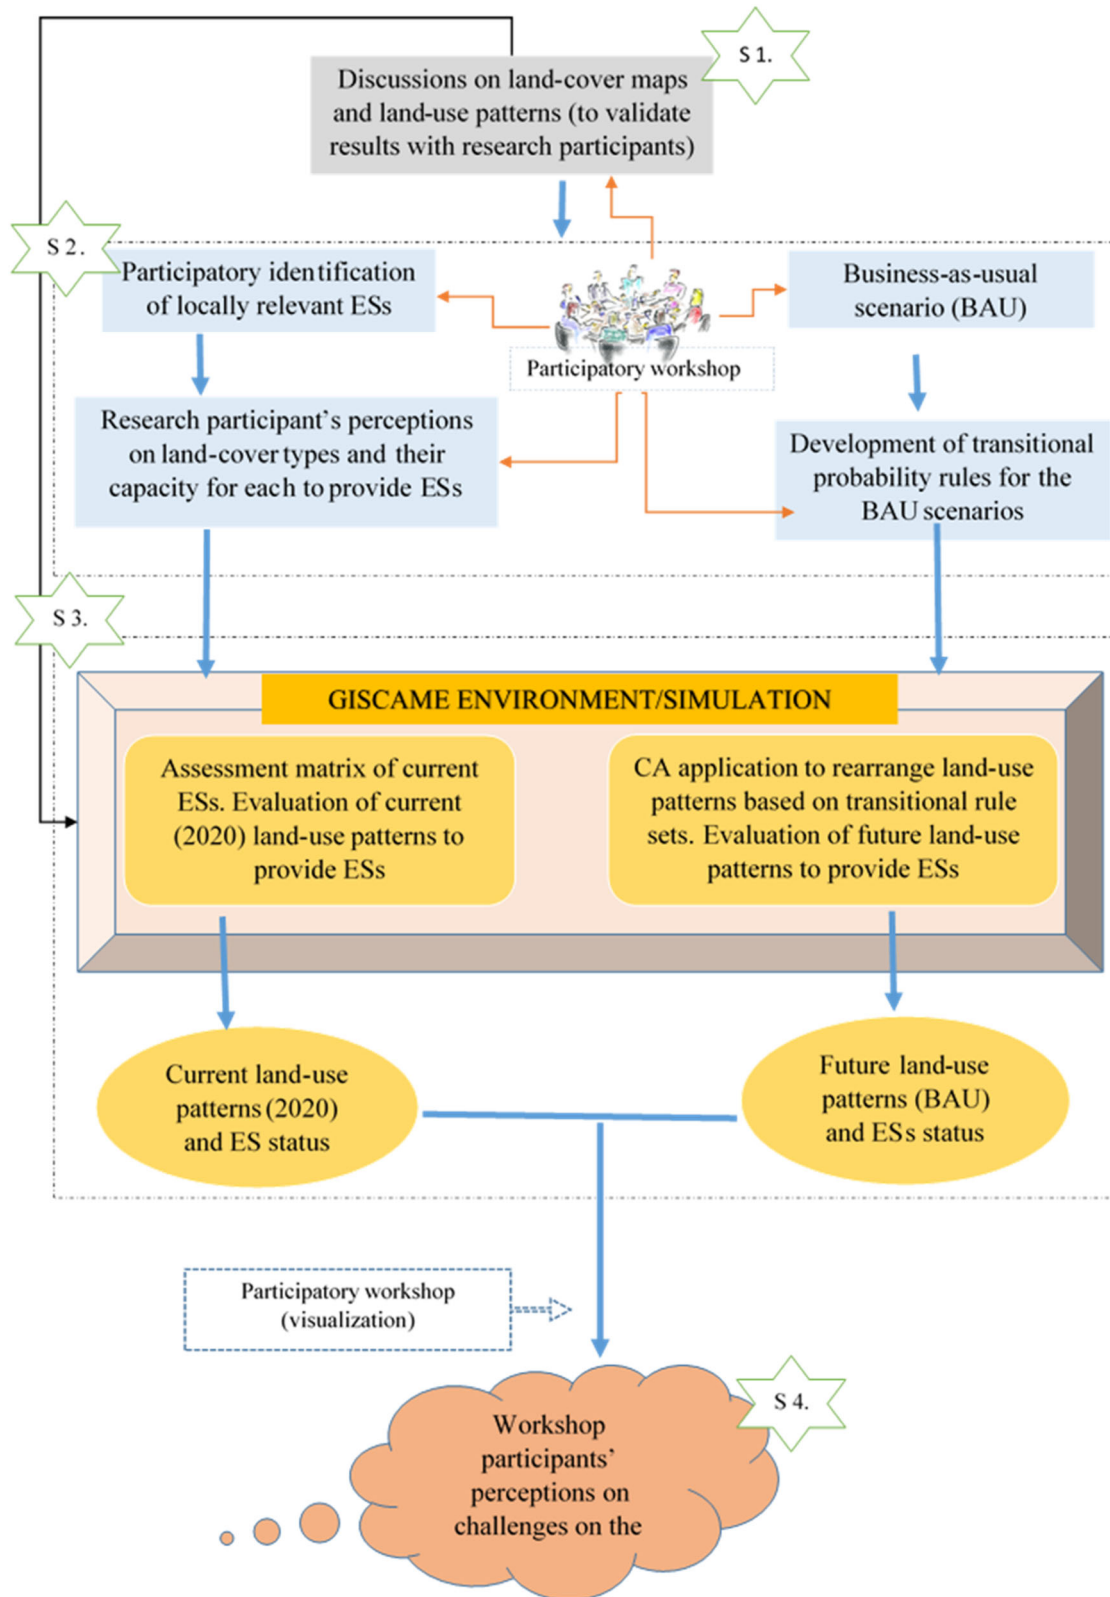 S 1.
Discussions on land-cover maps
and land-use patterns (to validate
results with research participants)
S 2.
Participatory identification
of locally relevant ESs
Business-as-usual
scenario (BAU)
Participatory workshop
Research participant's perceptions
on land-cover types and their
capacity for each to provide ESs
Development of transitional
probability rules for the
BAU scenarios
S 3.
GISCAME ENVIRONMENT/SIMULATION
Assessment matrix of current
ESs. Evaluation of current
(2020) land-use patterns to
provide ESs
CA application to rearrange land-use
patterns based on transitional rule
sets. Evaluation of future land-use
patterns to provide ESs
Current land-use
patterns (2020)
and ES status
Future land-use
patterns (BAU)
and ESs status
Participatory workshop
(visualization)
S 4.
Workshop
participants'
perceptions on
challenges on the